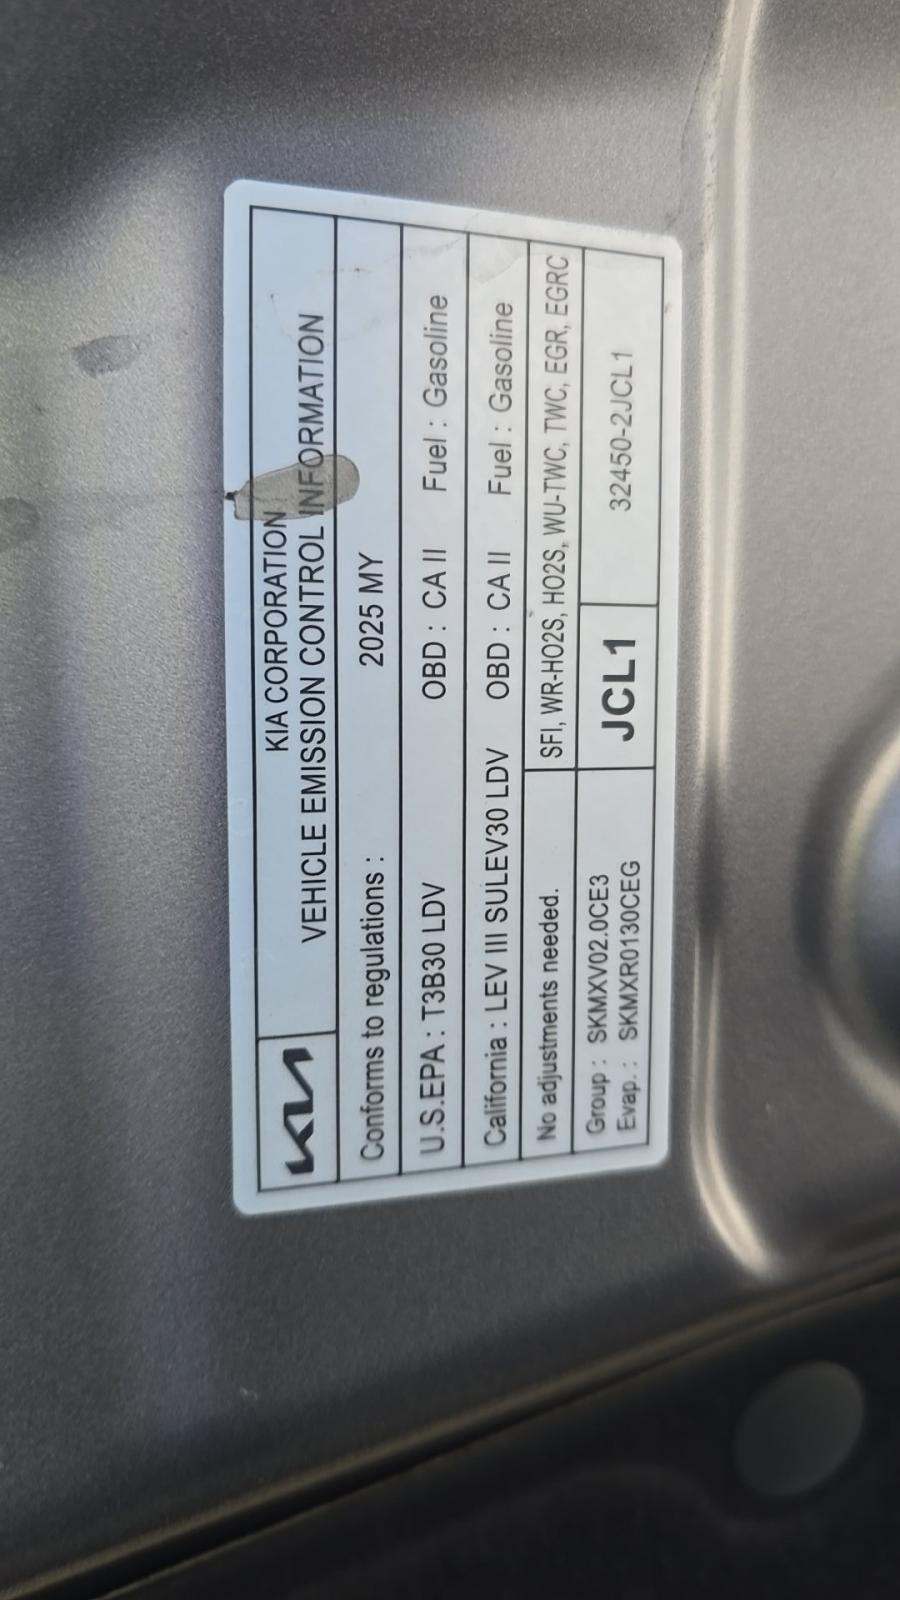 KIA
KIA CORPORATION
VEHICLE EMISSION CONTROL INFORMATION
Conforms to regulations : 2025 MY
U.S.EPA : T3B30 LDV OBD : CA II Fuel : Gasoline
California : LEV III SULEV30 LDV OBD : CA II Fuel : Gasoline
No adjustments needed. SFI, WR-HO2S, HO2S, WU-TWC, TWC, EGR, EGRC
Group : SKMXV02.0CE3
Evap. : SKMXR0130CEG
JCL1
32450-2JCL1